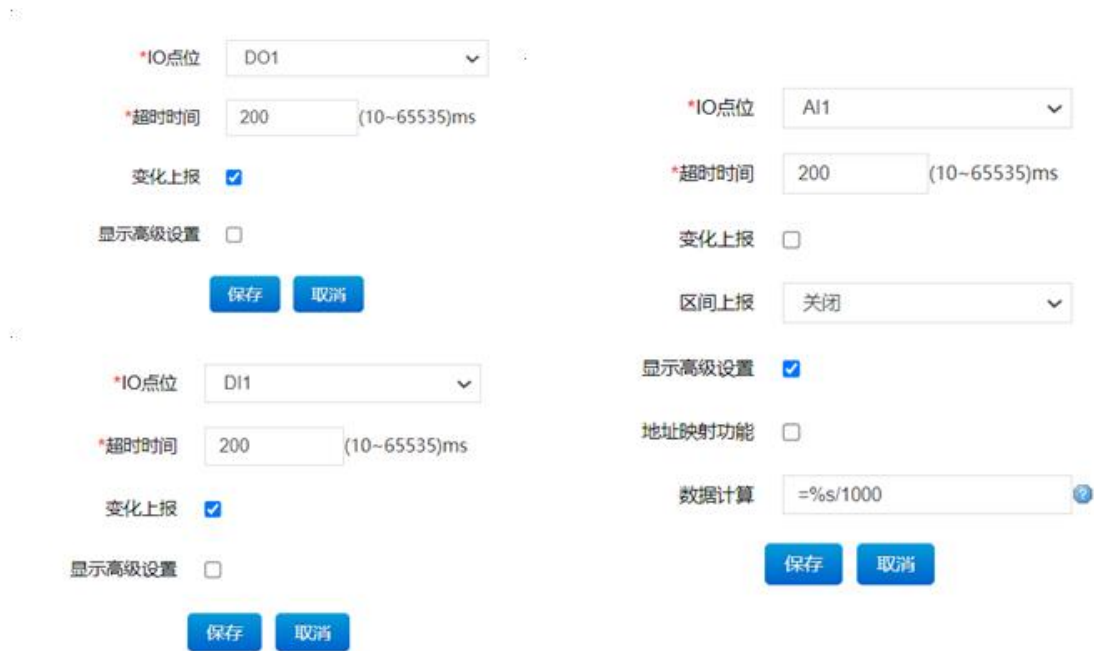 *IO点位 DO1
*超时时间 200 (10~65535)ms
变化上报
显示高级设置
保存 取消
*IO点位 DI1
*超时时间 200 (10~65535)ms
变化上报
显示高级设置
保存 取消
*IO点位 AI1
*超时时间 200 (10~65535)ms
变化上报
区间上报 关闭
显示高级设置
地址映射功能
数据计算 =%s/1000 ?
保存 取消